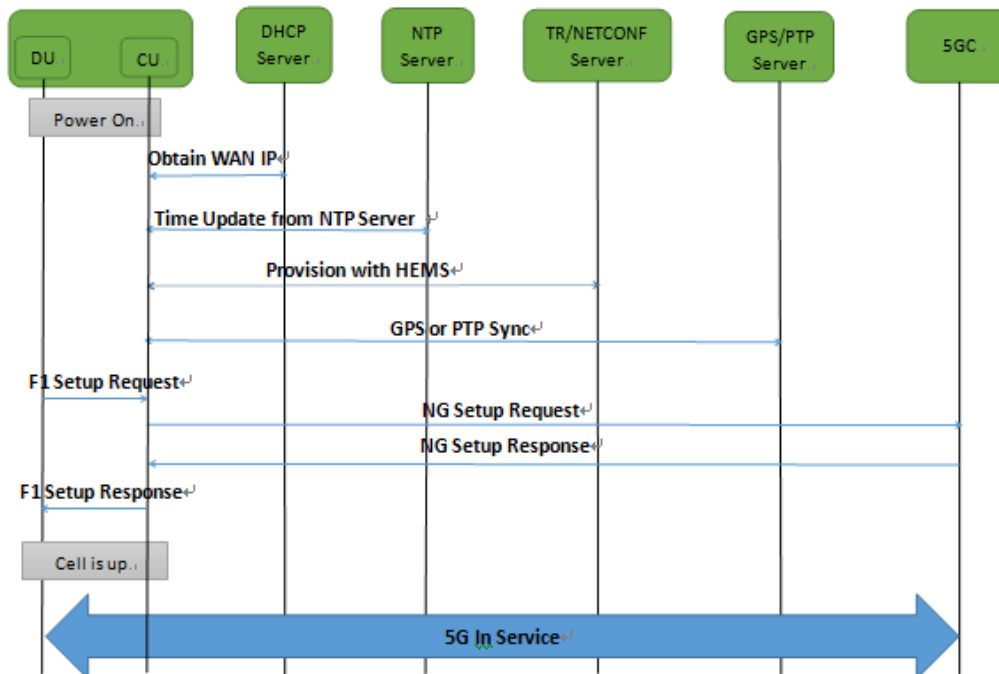 DU
CU
DHCP
Server
NTP
Server
TR/NETCONF
Server
GPS/PTP
Server
5GC
Power On
Obtain WAN IP
Time Update from NTP Server
Provision with HEMS
GPS or PTP Sync
F1 Setup Request
NG Setup Request
NG Setup Response
F1 Setup Response
Cell is up
5G In Service